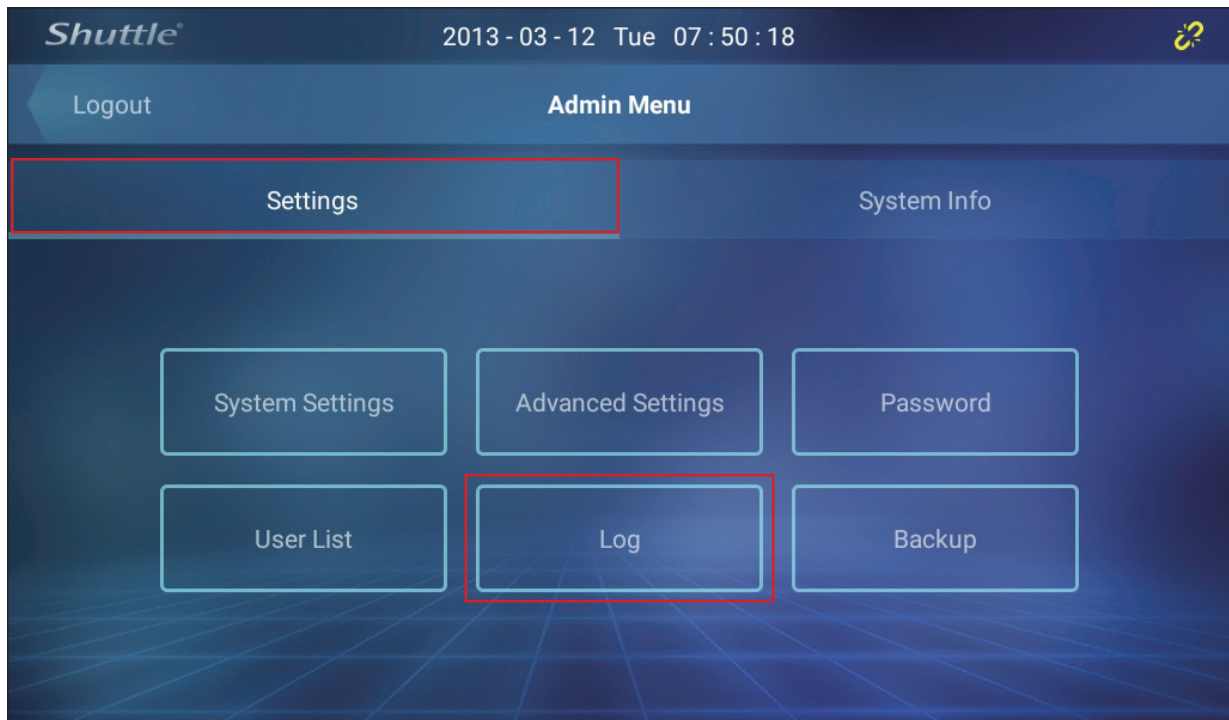 Shuttle® 2013 - 03 - 12 Tue 07 : 50 : 18
Logout Admin Menu
Settings System Info
System Settings Advanced Settings Password
User List Log Backup